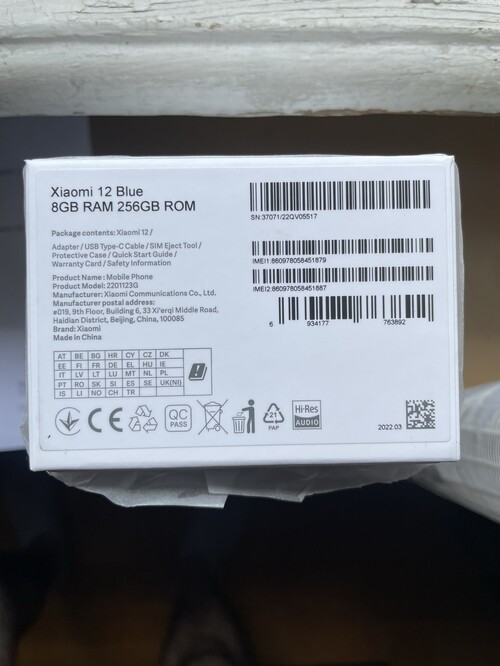 Xiaomi 12 Blue
8GB RAM 256GB ROM
Package contents: Xiaomi 12 /
Adapter / USB Type-C Cable / SIM Eject Tool /
Protective Case / Quick Start Guide /
Warranty Card / Safety Information
Product Name : Mobile Phone
Product Model: 2201123G
Manufacturer: Xiaomi Communications Co., Ltd.
Manufacturer postal address:
#019, 9th Floor, Building 6, 33 Xi'erqi Middle Road,
Haidian District, Beijing, China, 100085
Brand: Xiaomi
Made in China
SN:37071/22QV05517
IMEI1:860978058451879
IMEI2:860978058451887
6 934177 763892
AT BE BG HR CY CZ DK
EE FI FR DE EL HU IE
IT LV LT LU MT NL PL
PT RO SK SI ES SE UK(NI)
IS LI NO CH TR
CE
QC
PASS
21
PAP
Hi-Res
AUDIO
2022.03